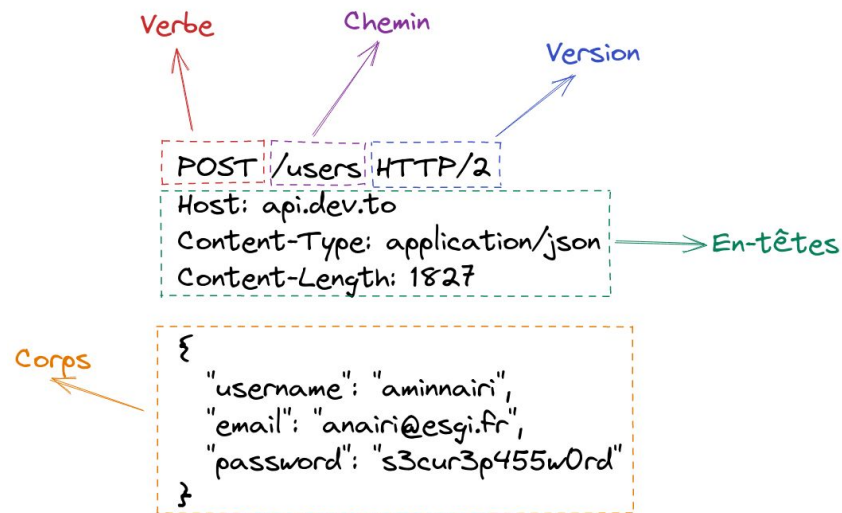 Verbe
Chemin
Version
POST /users HTTP/2
Host: api.dev.to
Content-Type: application/json
Content-Length: 1827
En-têtes
Corps
{
"username": "aminnairi",
"email": "anairi@esgi.fr",
"password": "s3cur3p455w0rd"
}